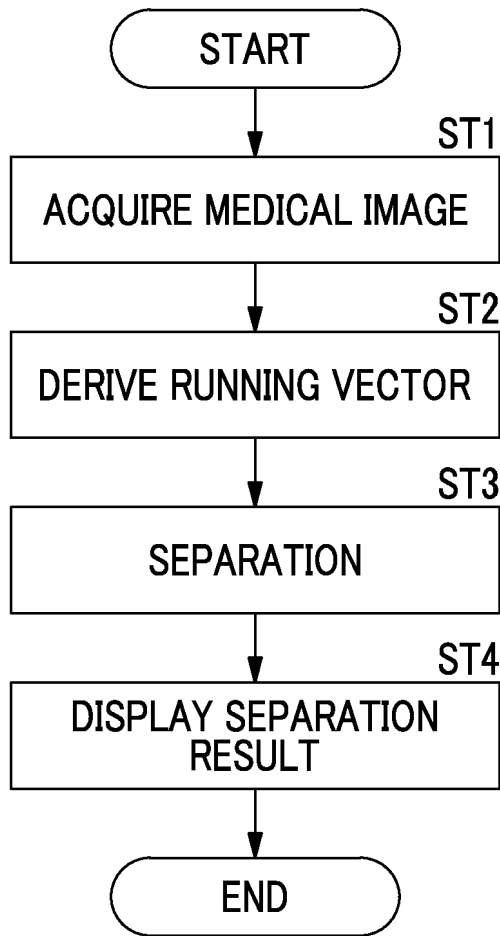 START
ST1
ACQUIRE MEDICAL IMAGE
ST2
DERIVE RUNNING VECTOR
ST3
SEPARATION
ST4
DISPLAY SEPARATION
RESULT
END